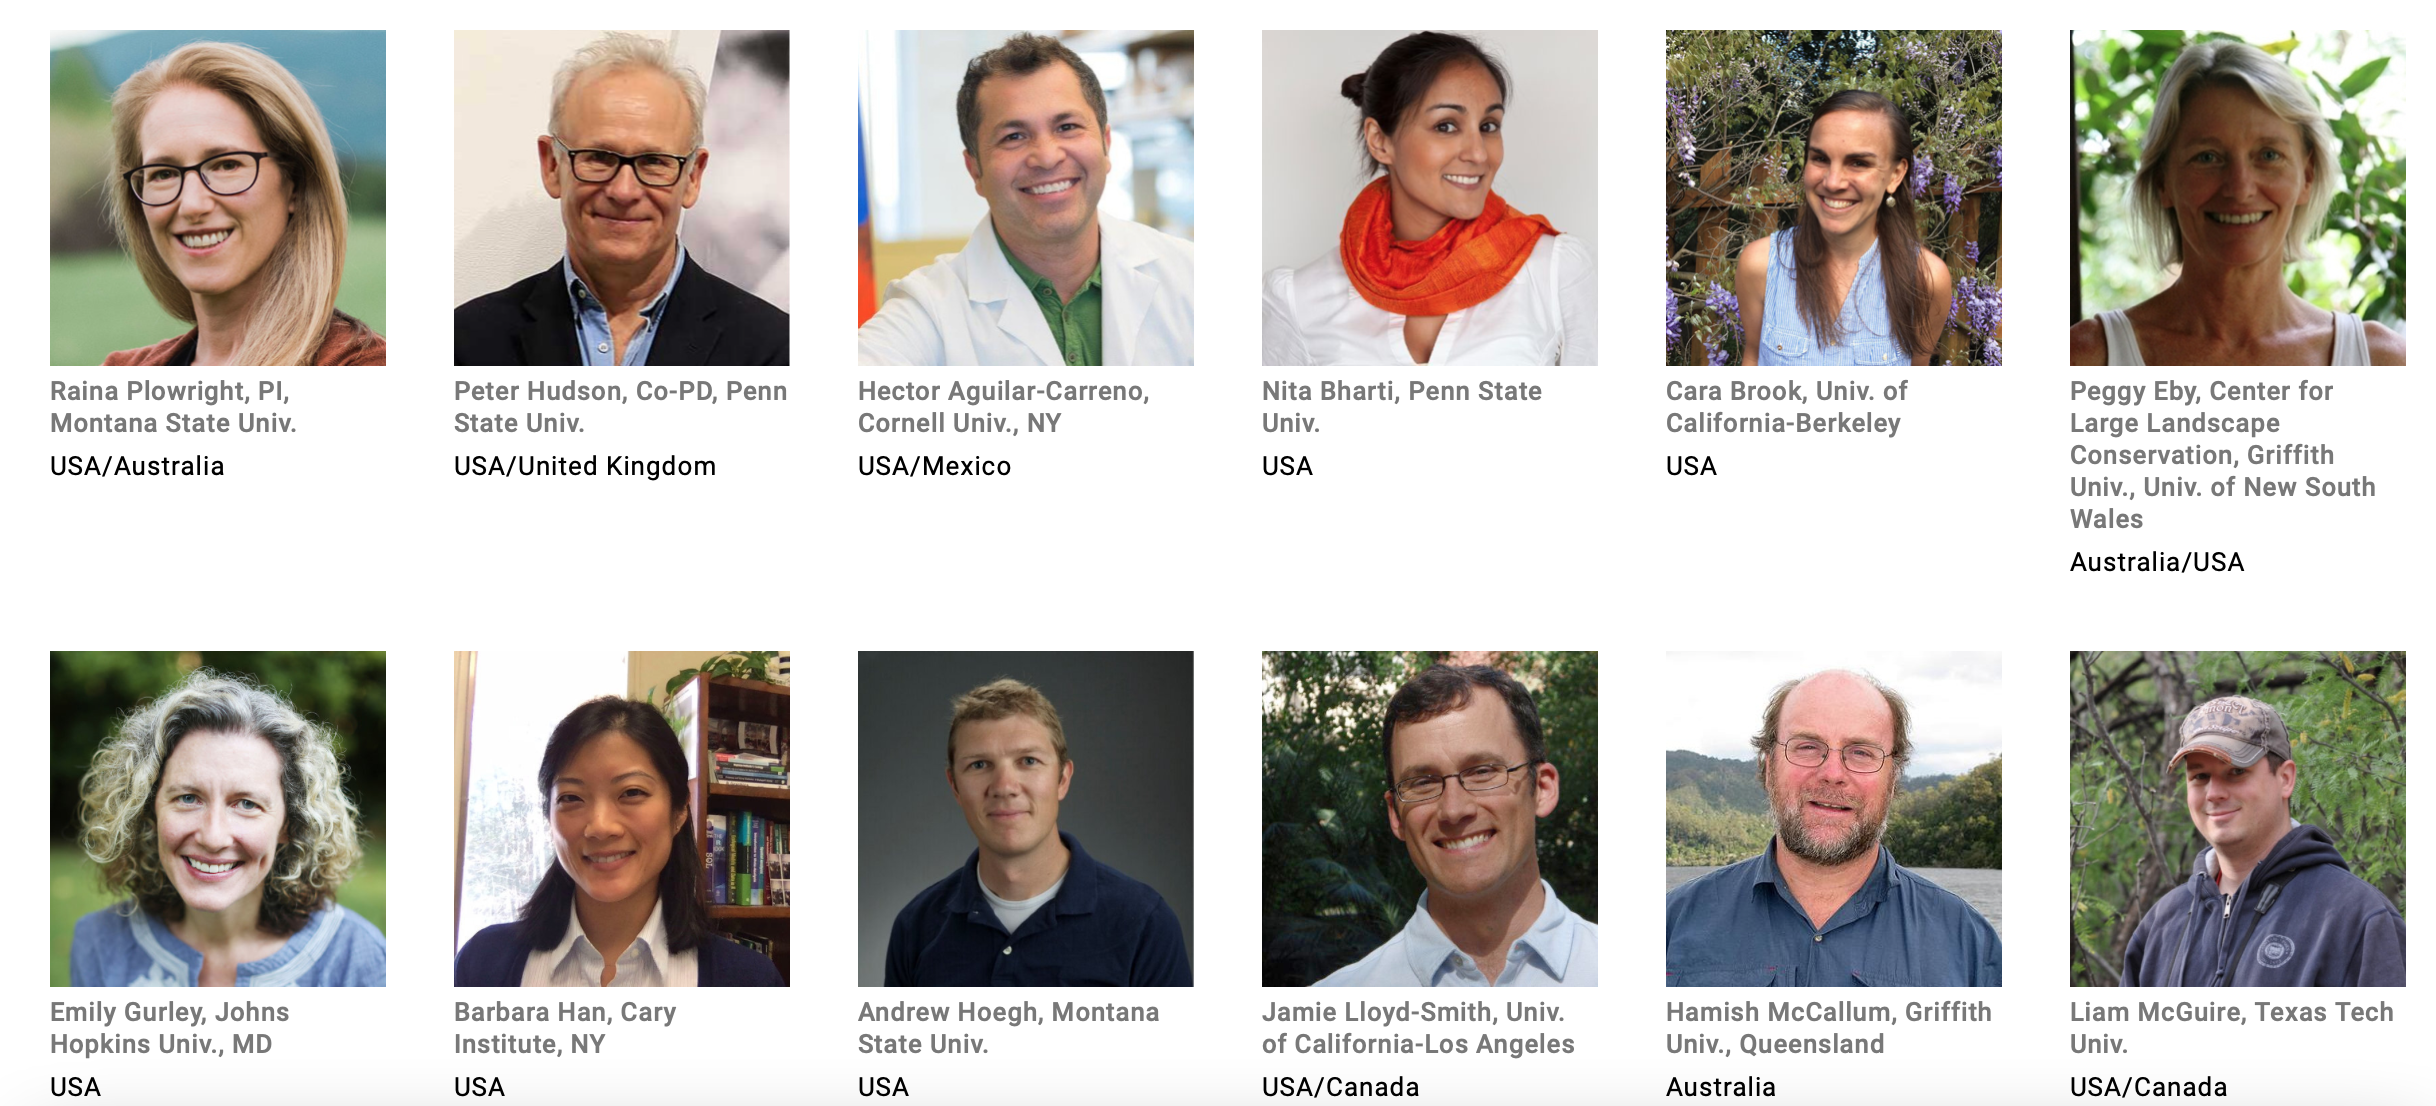 Raina Plowright, PI,
Montana State Univ.
USA/Australia
Peter Hudson, Co-PD, Penn
State Univ.
USA/United Kingdom
Hector Aguilar-Carreno,
Cornell Univ., NY
USA/Mexico
Nita Bharti, Penn State
Univ.
USA
Cara Brook, Univ. of
California-Berkeley
USA
Peggy Eby, Center for
Large Landscape
Conservation, Griffith
Univ., Univ. of New South
Wales
Australia/USA
SQL
Emily Gurley, Johns
Hopkins Univ., MD
USA
Barbara Han, Cary
Institute, NY
USA
Andrew Hoegh, Montana
State Univ.
USA
Jamie Lloyd-Smith, Univ.
of California-Los Angeles
USA/Canada
Hamish McCallum, Griffith
Univ., Queensland
Australia
Liam McGuire, Texas Tech
Univ.
USA/Canada